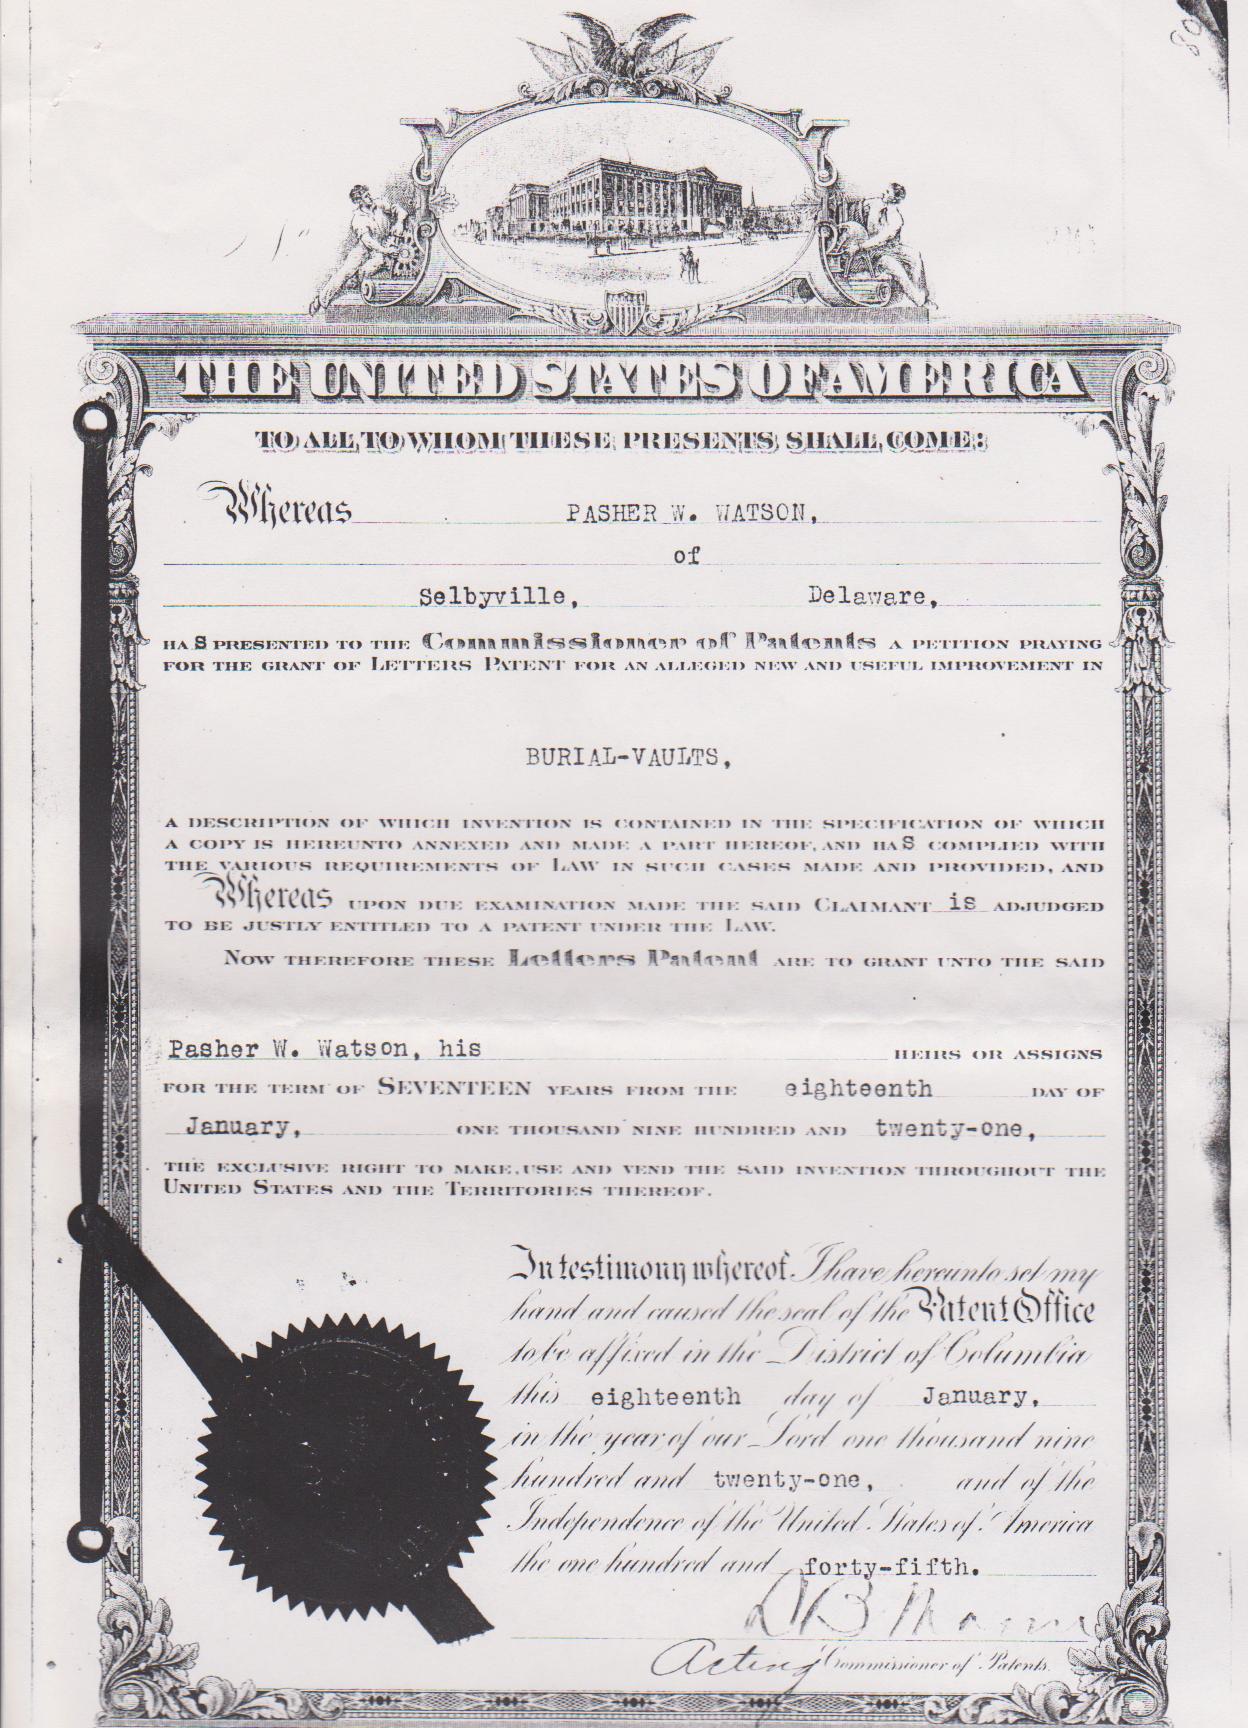 80
THE UNITED STATES OF AMERICA
TO ALL TO WHOM THESE PRESENTS SHALL COME:
Whereas PASHER W. WATSON,
of
Selbyville, Delaware,
HAS PRESENTED TO THE Commissioner of Patents A PETITION PRAYING
FOR THE GRANT OF LETTERS PATENT FOR AN ALLEGED NEW AND USEFUL IMPROVEMENT IN
BURIAL-VAULTS,
A DESCRIPTION OF WHICH INVENTION IS CONTAINED IN THE SPECIFICATION OF WHICH
A COPY IS HEREUNTO ANNEXED AND MADE A PART HEREOF, AND HAS COMPLIED WITH
THE VARIOUS REQUIREMENTS OF LAW IN SUCH CASES MADE AND PROVIDED, AND
Whereas UPON DUE EXAMINATION MADE THE SAID CLAIMANT is ADJUDGED
TO BE JUSTLY ENTITLED TO A PATENT UNDER THE LAW.
NOW THEREFORE THESE Letters Patent ARE TO GRANT UNTO THE SAID
Pasher W. Watson, his HEIRS OR ASSIGNS
FOR THE TERM OF SEVENTEEN YEARS FROM THE eighteenth DAY OF
January, ONE THOUSAND NINE HUNDRED AND twenty-one,
THE EXCLUSIVE RIGHT TO MAKE, USE AND VEND THE SAID INVENTION THROUGHOUT THE
UNITED STATES AND THE TERRITORIES THEREOF.
In testimony whereof I have hereunto set my
hand and caused the seal of the Patent Office
to be affixed in the District of Columbia
this eighteenth day of January,
in the year of our Lord one thousand nine
hundred and twenty-one, and of the
Independence of the United States of America
the one hundred and forty-fifth.
Acting Commissioner of Patents.